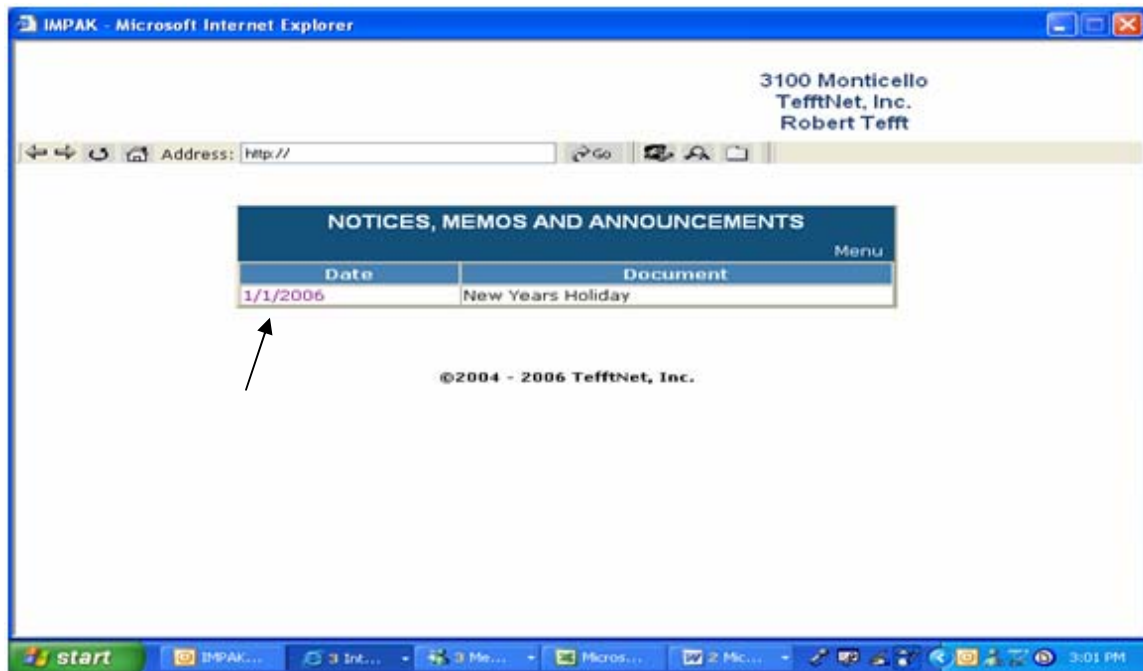 IMPAK - Microsoft Internet Explorer
3100 Monticello
TefftNet, Inc.
Robert Tefft
Address: http:// Go
NOTICES, MEMOS AND ANNOUNCEMENTS
Menu
Date Document
1/1/2006 New Years Holiday
©2004 - 2006 TefftNet, Inc.
start IMPAK... 3 Int... 3 Me... Micros... 2 Mic... 3:01 PM